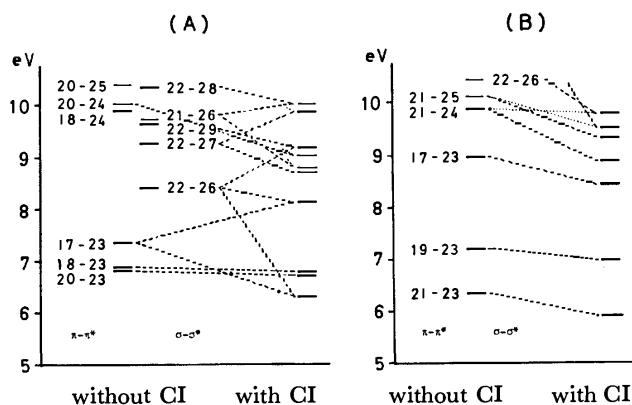 (A)
eV
10
9
8
7
6
5
20-25
20-24
18-24
17-23
18-23
20-23
22-28
21-26
22-29
22-27
22-26
π-π*
σ-σ*
without CI
with CI
(B)
eV
10
9
8
7
6
5
22-26
21-25
21-24
17-23
19-23
21-23
π-π*
σ-σ*
without CI
with CI